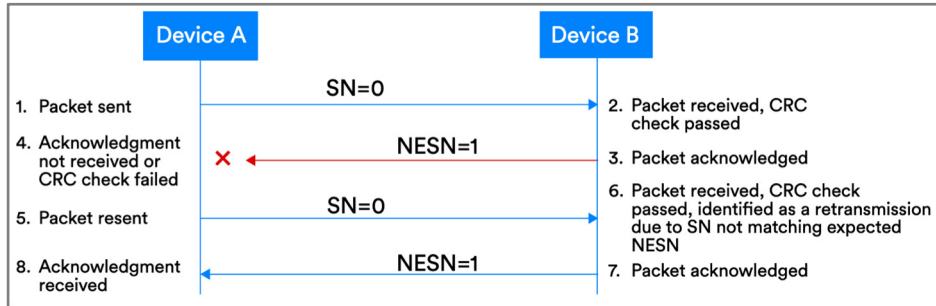 Device A
Device B
SN=0
1. Packet sent
2. Packet received, CRC
check passed
4. Acknowledgment
not received or
CRC check failed
NESN=1
3. Packet acknowledged
SN=0
5. Packet resent
6. Packet received, CRC check
passed, identified as a retransmission
due to SN not matching expected
NESN
8. Acknowledgment
received
NESN=1
7. Packet acknowledged